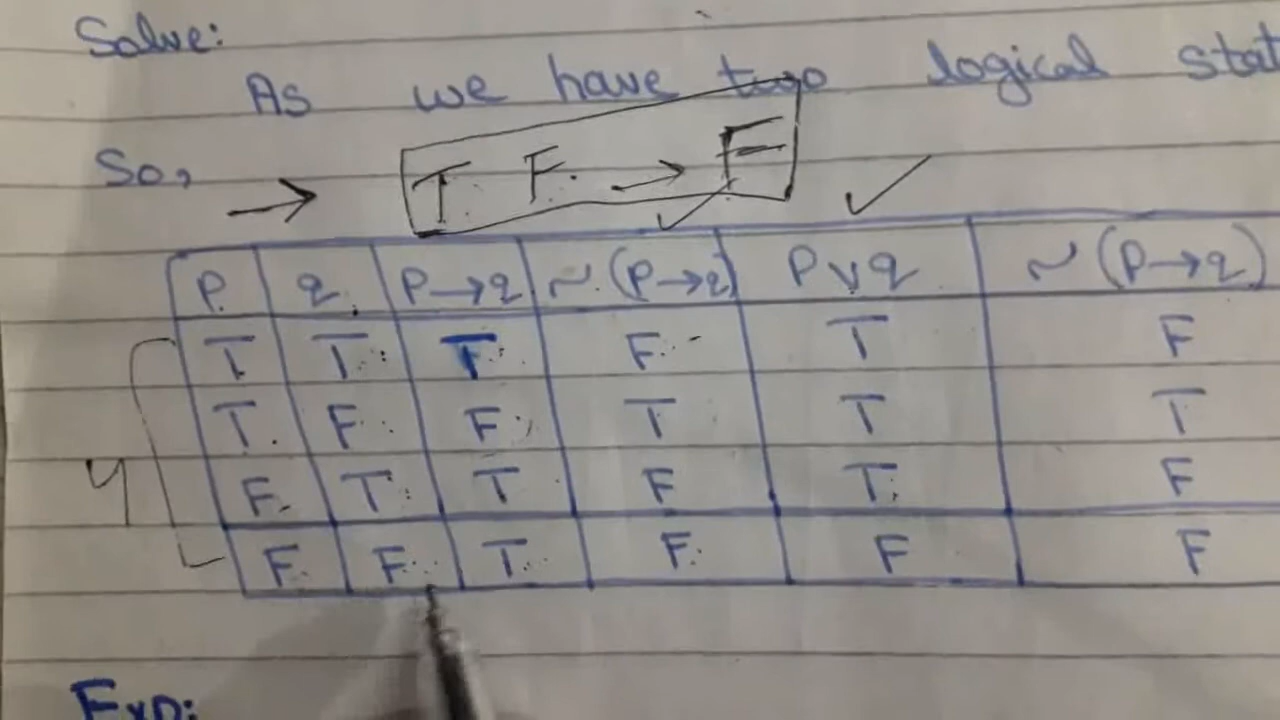 Solve:
As we have two logical stat
So, → T F. → F
P. q. P→q ~(P→q) P∨q ~(P→q)
T T T F T F
T. F F T T T
F. T T F T F
4
F. F T F. F F
Exp: